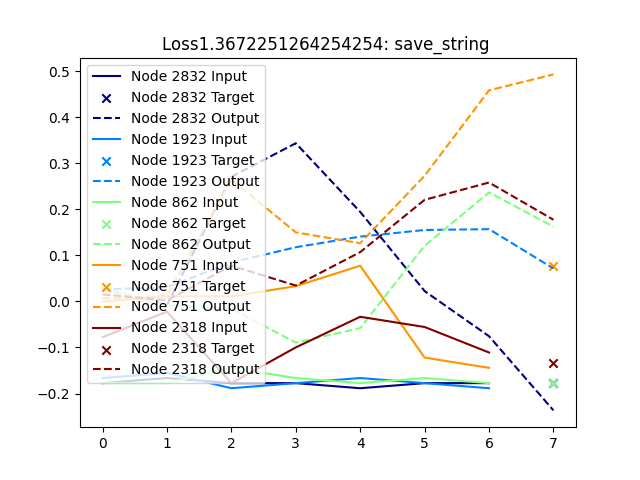 Loss1.3672251264254254: save_string
0.5
0.4
0.3
0.2
0.1
0.0
−0.1
−0.2
Node 2832 Input
Node 2832 Target
Node 2832 Output
Node 1923 Input
Node 1923 Target
Node 1923 Output
Node 862 Input
Node 862 Target
Node 862 Output
Node 751 Input
Node 751 Target
Node 751 Output
Node 2318 Input
Node 2318 Target
Node 2318 Output
0 1 2 3 4 5 6 7